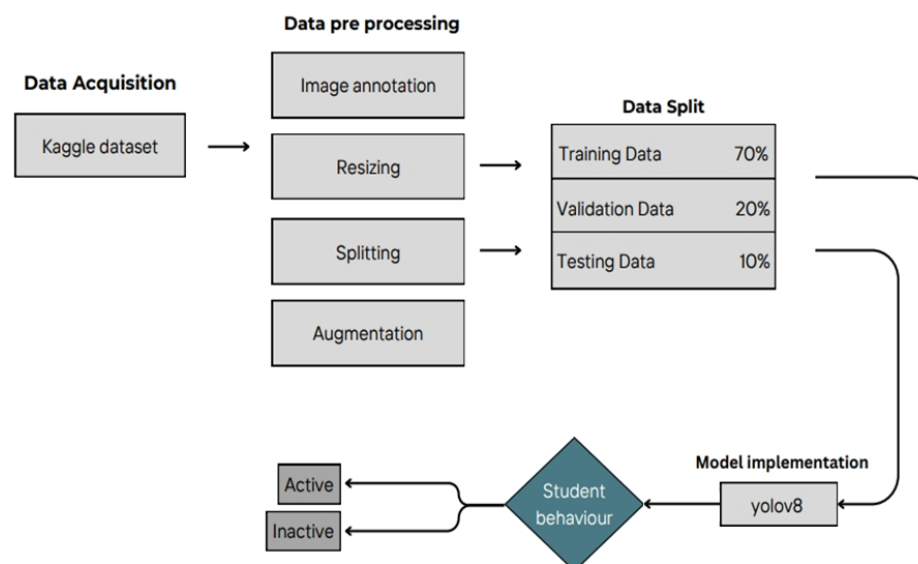 Data Acquisition
Kaggle dataset
Data pre processing
Image annotation
Resizing
Splitting
Augmentation
Data Split
Training Data 70%
Validation Data 20%
Testing Data 10%
Model implementation
yolov8
Student
behaviour
Active
Inactive